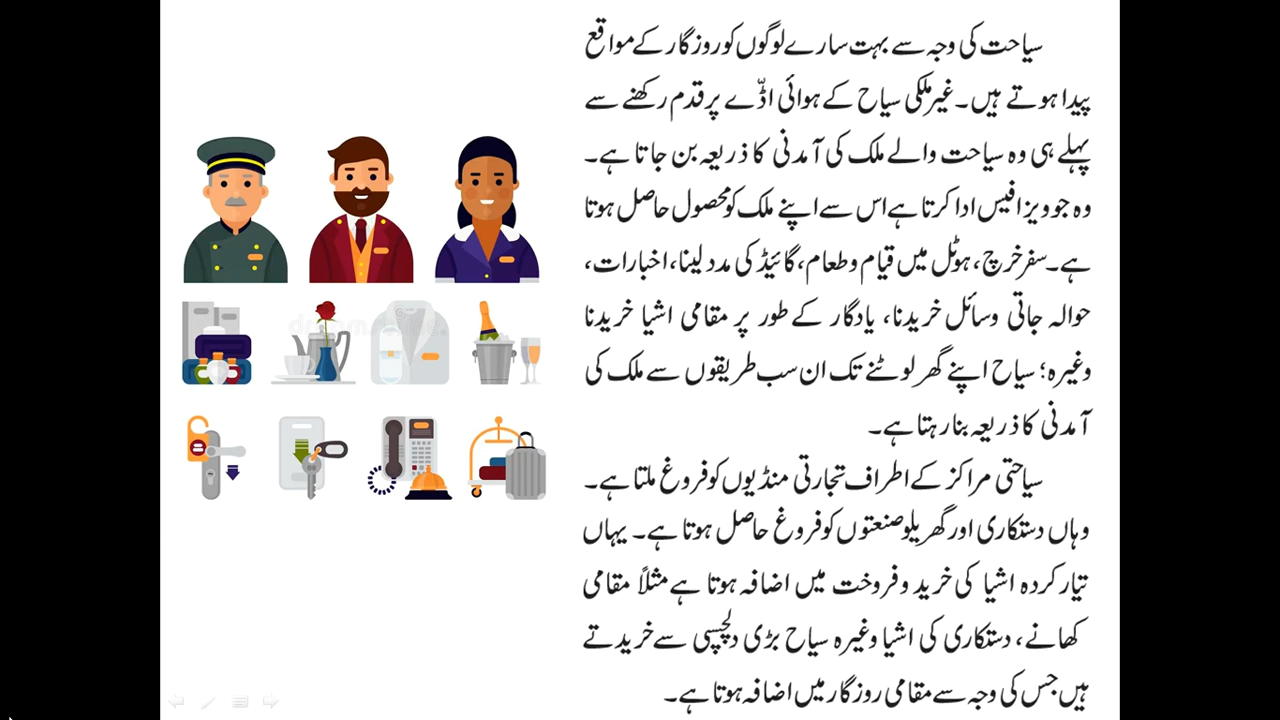 سیاحت کی وجہ سے بہت سارے لوگوں کو روزگار کے مواقع
پیدا ہوتے ہیں۔ غیر ملکی سیاح کے ہوائی اڈّے پر قدم رکھنے سے
پہلے ہی وہ سیاحت والے ملک کی آمدنی کا ذریعہ بن جاتا ہے۔
وہ جو ویزا فیس ادا کرتا ہے اس سے اپنے ملک کو محصول حاصل ہوتا
ہے۔ سفر خرچ، ہوٹل میں قیام و طعام، گائیڈ کی مدد لینا، اخبارات،
حوالہ جاتی وسائل خریدنا، یادگار کے طور پر مقامی اشیا خریدنا
وغیرہ؛ سیاح اپنے گھر لوٹنے تک ان سب طریقوں سے ملک کی
آمدنی کا ذریعہ بنا رہتا ہے۔
سیاحتی مراکز کے اطراف تجارتی منڈیوں کو فروغ ملتا ہے۔
وہاں دستکاری اور گھریلو صنعتوں کو فروغ حاصل ہوتا ہے۔ یہاں
تیار کردہ اشیا کی خرید و فروخت میں اضافہ ہوتا ہے مثلاً مقامی
کھانے، دستکاری کی اشیا وغیرہ سیاح بڑی دلچسپی سے خریدتے
ہیں جس کی وجہ سے مقامی روزگار میں اضافہ ہوتا ہے۔